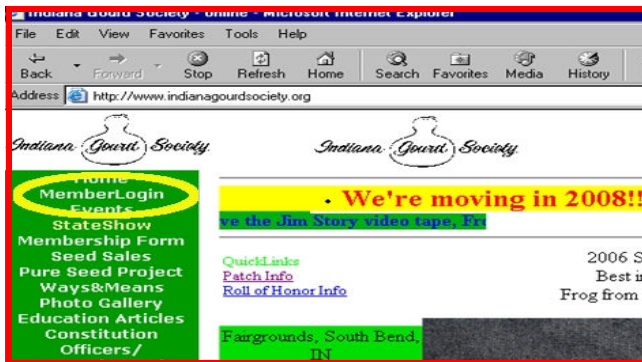 Indiana Gourd Society - online - Microsoft Internet Explorer
File Edit View Favorites Tools Help
Back Forward Stop Refresh Home Search Favorites Media History
Address http://www.indianagourdsociety.org
Indiana Gourd Society
Indiana Gourd Society
Home
MemberLogin
Events
StateShow
Membership Form
Seed Sales
Pure Seed Project
Ways&Means
Photo Gallery
Education Articles
Constitution
Officers/
· We're moving in 2008!!
ve the Jim Story video tape, Fro
QuickLinks
Patch Info
Roll of Honor Info
2006 S
Best i
Frog from
Fairgrounds, South Bend,
IN